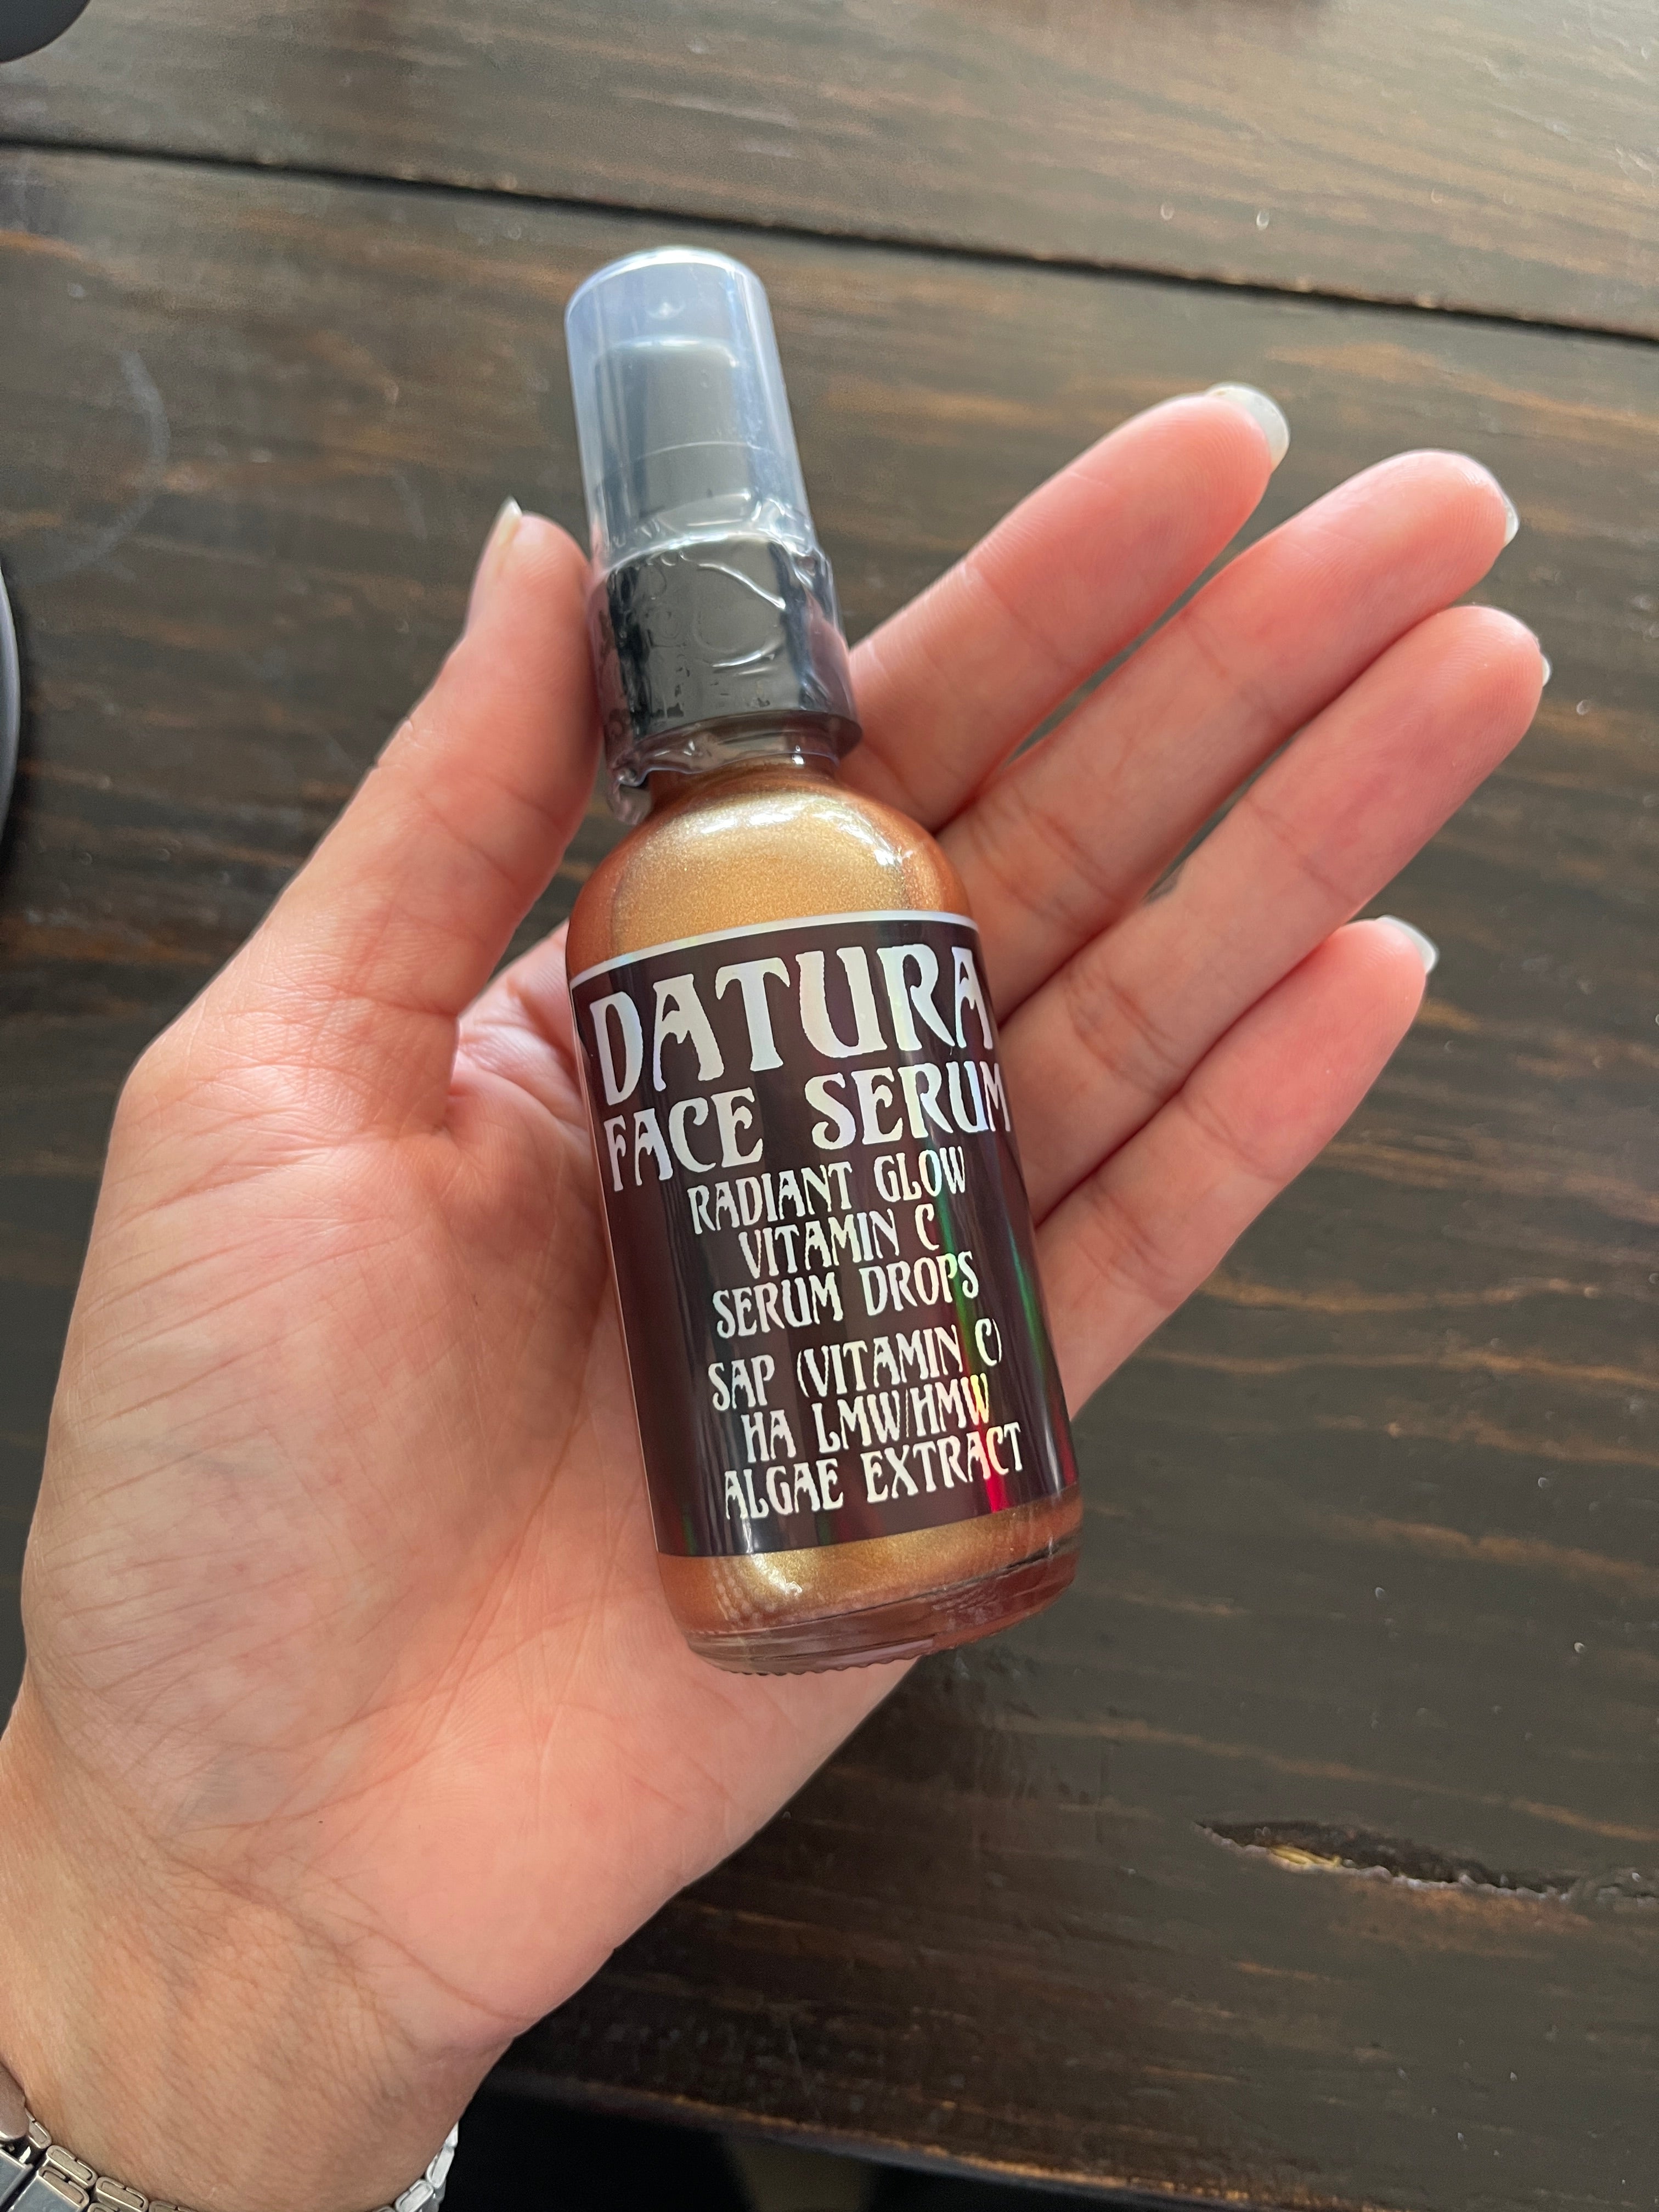 DATURA
FACE SERUM
RADIANT GLOW
VITAMIN C
SERUM DROPS
SAP (VITAMIN C)
HA LMW/HMW
ALGAE EXTRACT